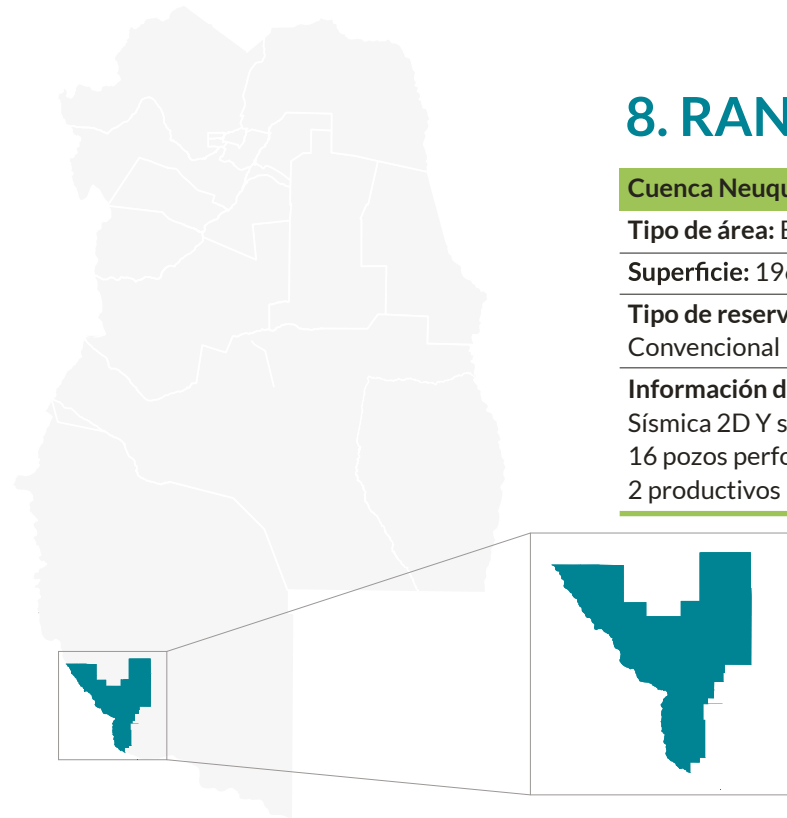 8. RAN
Cuenca Neuqu
Tipo de área: E
Superficie: 196
Tipo de reserv
Convencional
Información d
Sísmica 2D Y s
16 pozos perfo
2 productivos